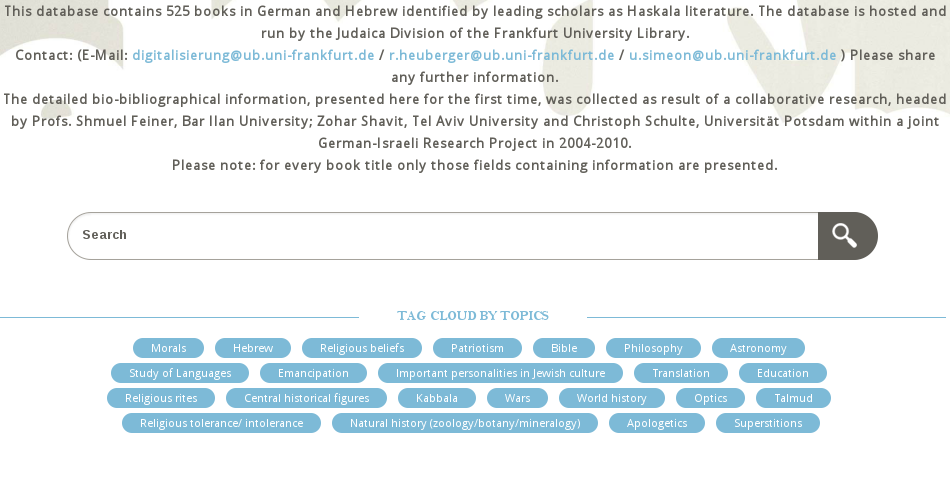 This database contains 525 books in German and Hebrew identified by leading scholars as Haskala literature. The database is hosted and
run by the Judaica Division of the Frankfurt University Library.
Contact: (E-Mail: digitalisierung@ub.uni-frankfurt.de / r.heuberger@ub.uni-frankfurt.de / u.simeon@ub.uni-frankfurt.de ) Please share
any further information.
The detailed bio-bibliographical information, presented here for the first time, was collected as result of a collaborative research, headed
by Profs. Shmuel Feiner, Bar Ilan University; Zohar Shavit, Tel Aviv University and Christoph Schulte, Universität Potsdam within a joint
German-Israeli Research Project in 2004-2010.
Please note: for every book title only those fields containing information are presented.
Search
TAG CLOUD BY TOPICS
Morals Hebrew Religious beliefs Patriotism Bible Philosophy Astronomy
Study of Languages Emancipation Important personalities in Jewish culture Translation Education
Religious rites Central historical figures Kabbala Wars World history Optics Talmud
Religious tolerance/ intolerance Natural history (zoology/botany/mineralogy) Apologetics Superstitions